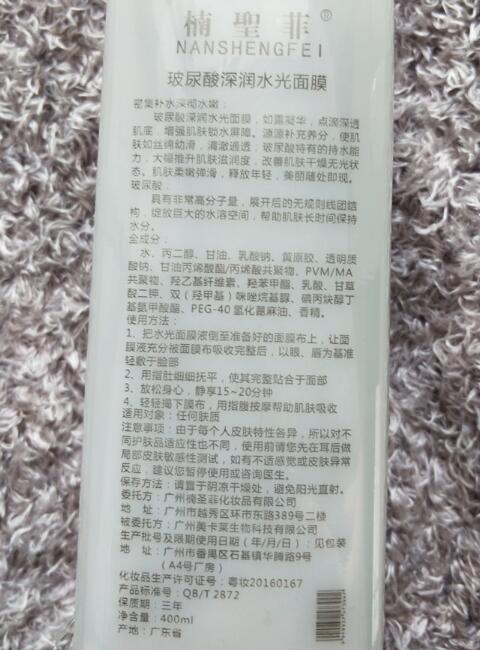 楠聖菲®
NANSHENGFEI
玻尿酸深润水光面膜
密集补水深彻水嫩：
玻尿酸深润水光面膜，如露凝华，点滴深透
肌底，增强肌肤锁水屏障。源源补充养分，使肌
肤如丝绵幼滑，清澈通透；玻尿酸特有的持水能
力，大幅推升肌肤滋润度，改善肌肤干燥无光状
态，肌肤柔嫩弹滑，释放年轻，美丽随处即现。
玻尿酸：
具有非常高分子量，展开后的无规则线团结
构，绽放巨大的水溶空间，帮助肌肤长时间保持
水分。
全成分：
水、丙二醇、甘油、乳酸钠、黄原胶、透明质
酸钠、甘油丙烯酸酯/丙烯酸共聚物、PVM/MA
共聚物、羟乙基纤维素、羟苯甲酯、乳酸、甘草
酸二钾、双（羟甲基）咪唑烷基脲、碘丙炔醇丁
基氨甲酸酯、PEG-40氢化蓖麻油、香精。
使用方法：
1、把水光面膜液倒至准备好的面膜布上，让面
膜液充分被面膜布吸收完整后，以眼、唇为基准
轻敷于脸部
2、用指肚细细抚平，使其完整贴合于面部
3、放松身心，静享15~20分钟
4、轻轻揭下膜布，用指腹按摩帮助肌肤吸收
适用对象：任何肤质
注意事项：由于每个人皮肤特性各异，所以对不
同护肤品适应性也不同，使用前请您先在耳后做
局部皮肤敏感性测试，如有不适感觉或皮肤异常
反应，建议您暂停使用或咨询医生。
保存方法：请置于阴凉干燥处，避免阳光直射。
委托方：广州楠圣菲化妆品有限公司
地 址：广州市越秀区环市东路389号二楼
被委托方：广州美卡莱生物科技有限公司
生产批号及限期使用日期（年/月/日）：见包装
地 址：广州市番禺区石基镇华腾路9号
（A4号厂房）
化妆品生产许可证号：粤妆20160167
产品标准号：QB/T 2872
保质期：三年
净含量：400ml
产地：广东省